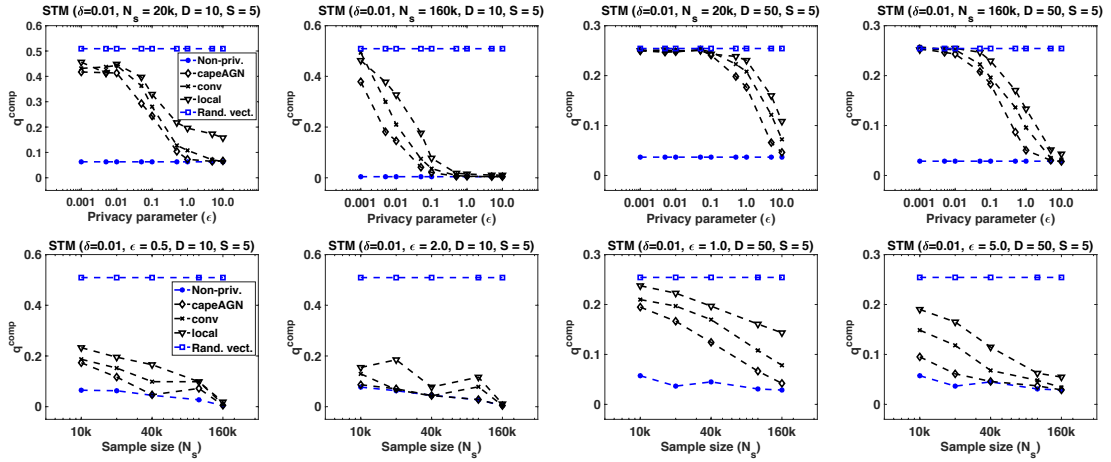 STM (δ=0.01, N_s = 20k, D = 10, S = 5)
0.6
0.5
0.4
0.3
0.2
0.1
0
q^comp
Non-priv.
capeAGN
conv
local
Rand. vect.
0.001 0.01 0.1 1.0 10.0
Privacy parameter (ϵ)
STM (δ=0.01, N_s = 160k, D = 10, S = 5)
0.6
0.4
0.2
0
q^comp
0.001 0.01 0.1 1.0 10.0
Privacy parameter (ϵ)
STM (δ=0.01, N_s = 20k, D = 50, S = 5)
0.3
0.2
0.1
0
q^comp
0.001 0.01 0.1 1.0 10.0
Privacy parameter (ϵ)
STM (δ=0.01, N_s = 160k, D = 50, S = 5)
0.3
0.2
0.1
0
q^comp
0.001 0.01 0.1 1.0 10.0
Privacy parameter (ϵ)
STM (δ=0.01, ϵ = 0.5, D = 10, S = 5)
0.6
0.4
0.2
0
q^comp
Non-priv.
capeAGN
conv
local
Rand. vect.
10k 40k 160k
Sample size (N_s)
STM (δ=0.01, ϵ = 2.0, D = 10, S = 5)
0.6
0.4
0.2
0
q^comp
10k 40k 160k
Sample size (N_s)
STM (δ=0.01, ϵ = 1.0, D = 50, S = 5)
0.3
0.2
0.1
0
q^comp
10k 40k 160k
Sample size (N_s)
STM (δ=0.01, ϵ = 5.0, D = 50, S = 5)
0.3
0.2
0.1
0
q^comp
10k 40k 160k
Sample size (N_s)